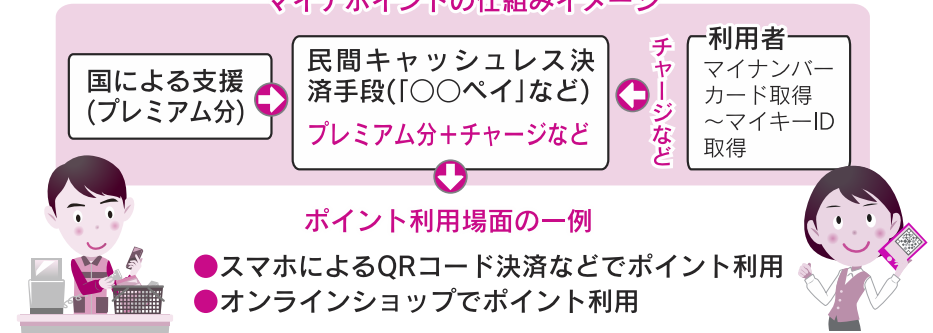 マイナポイントの仕組みイメージ
国による支援
(プレミアム分)
民間キャッシュレス決
済手段(｢〇〇ペイ｣など)
プレミアム分＋チャージなど
チャージなど
利用者
マイナンバー
カード取得
～マイキーID
取得
ポイント利用場面の一例
●スマホによるQRコード決済などでポイント利用
●オンラインショップでポイント利用